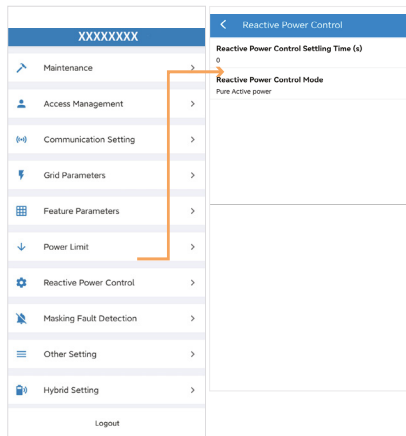 XXXXXXXX
Maintenance
Access Management
Communication Setting
Grid Parameters
Feature Parameters
Power Limit
Reactive Power Control
Masking Fault Detection
Other Setting
Hybrid Setting
Logout
Reactive Power Control
Reactive Power Control Settling Time (s)
0
Reactive Power Control Mode
Pure Active power